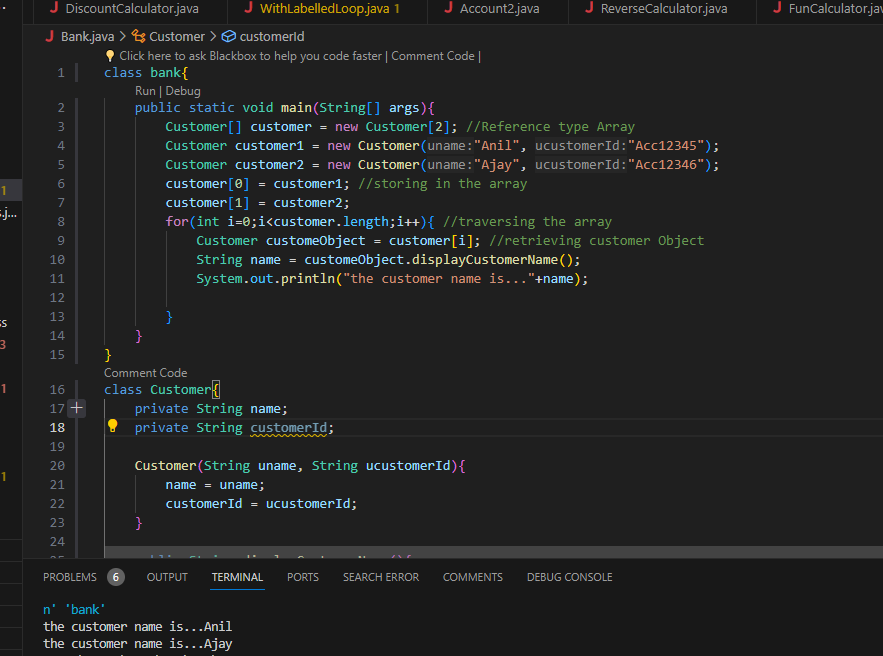 DiscountCalculator.java
WithLabelledLoop.java 1
Account2.java
ReverseCalculator.java
FunCalculator.jav
Bank.java > Customer > customerId
Click here to ask Blackbox to help you code faster | Comment Code |
1 class bank{
Run | Debug
2 public static void main(String[] args){
3 Customer[] customer = new Customer[2]; //Reference type Array
4 Customer customer1 = new Customer(uname:"Anil", ucustomerId:"Acc12345");
5 Customer customer2 = new Customer(uname:"Ajay", ucustomerId:"Acc12346");
6 customer[0] = customer1; //storing in the array
7 customer[1] = customer2;
8 for(int i=0;i<customer.length;i++){ //traversing the array
9 Customer customeObject = customer[i]; //retrieving customer Object
10 String name = customeObject.displayCustomerName();
11 System.out.println("the customer name is..."+name);
12
13 }
14 }
15 }
Comment Code
16 class Customer{
17 private String name;
18 private String customerId;
19
20 Customer(String uname, String ucustomerId){
21 name = uname;
22 customerId = ucustomerId;
23 }
24
1
s.j...
ss
3
1
1
PROBLEMS 6 OUTPUT TERMINAL PORTS SEARCH ERROR COMMENTS DEBUG CONSOLE
n' 'bank'
the customer name is...Anil
the customer name is...Ajay